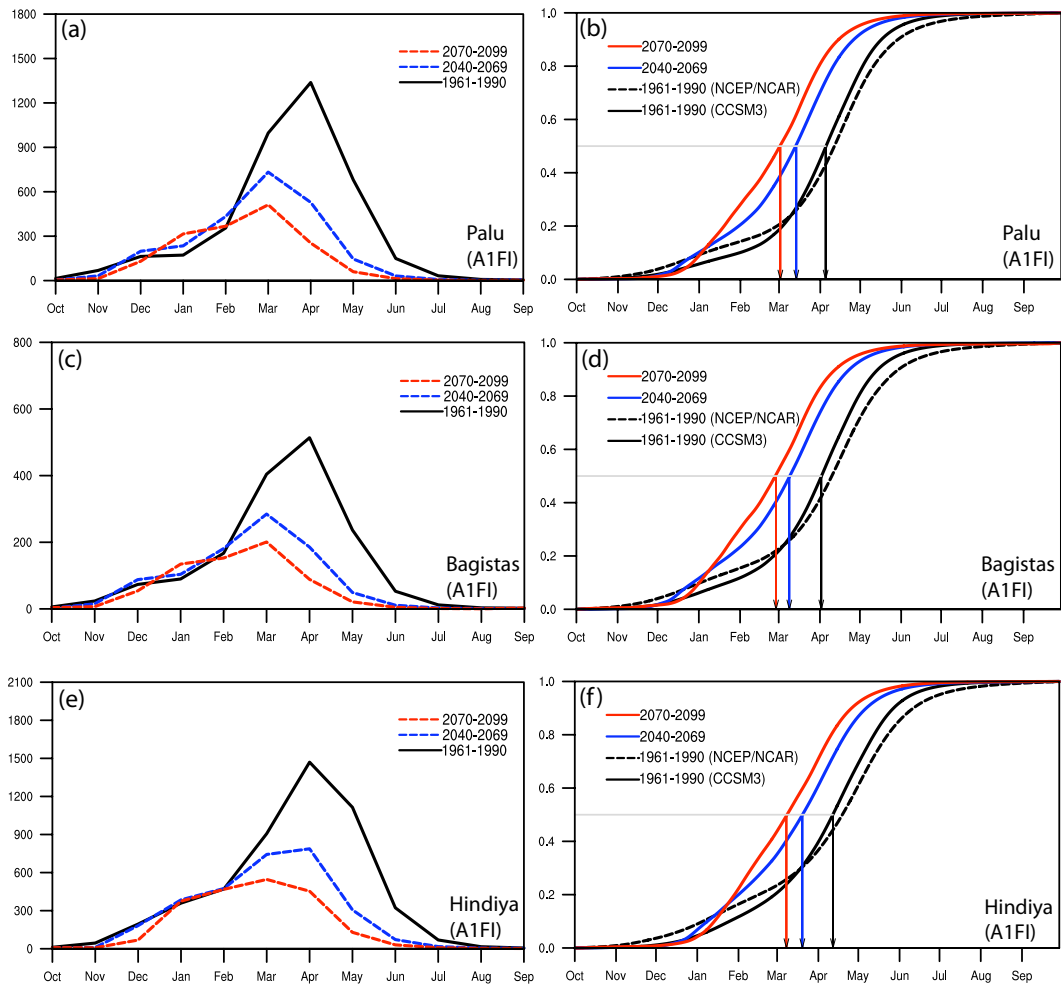 (a)
1800
1500
1200
900
600
300
0
2070-2099
2040-2069
1961-1990
Palu
(A1FI)
Oct Nov Dec Jan Feb Mar Apr May Jun Jul Aug Sep
(b)
1.0
0.8
0.6
0.4
0.2
0.0
2070-2099
2040-2069
1961-1990 (NCEP/NCAR)
1961-1990 (CCSM3)
Palu
(A1FI)
Oct Nov Dec Jan Feb Mar Apr May Jun Jul Aug Sep
(c)
800
600
400
200
0
2070-2099
2040-2069
1961-1990
Bagistas
(A1FI)
Oct Nov Dec Jan Feb Mar Apr May Jun Jul Aug Sep
(d)
1.0
0.8
0.6
0.4
0.2
0.0
2070-2099
2040-2069
1961-1990 (NCEP/NCAR)
1961-1990 (CCSM3)
Bagistas
(A1FI)
Oct Nov Dec Jan Feb Mar Apr May Jun Jul Aug Sep
(e)
2100
1800
1500
1200
900
600
300
0
2070-2099
2040-2069
1961-1990
Hindiya
(A1FI)
Oct Nov Dec Jan Feb Mar Apr May Jun Jul Aug Sep
(f)
1.0
0.8
0.6
0.4
0.2
0.0
2070-2099
2040-2069
1961-1990 (NCEP/NCAR)
1961-1990 (CCSM3)
Hindiya
(A1FI)
Oct Nov Dec Jan Feb Mar Apr May Jun Jul Aug Sep